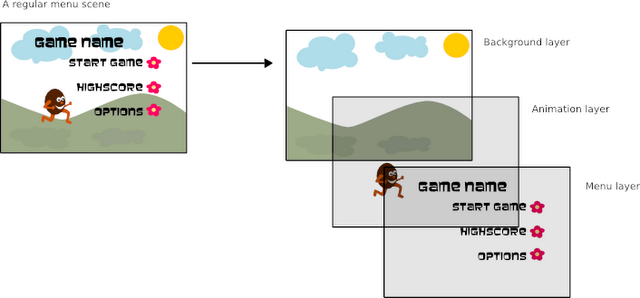 A regular menu scene
GAME NAME
START GAME
HIGHSCORE
OPTIONS
Background layer
Animation layer
Menu layer
GAME NAME
START GAME
HIGHSCORE
OPTIONS